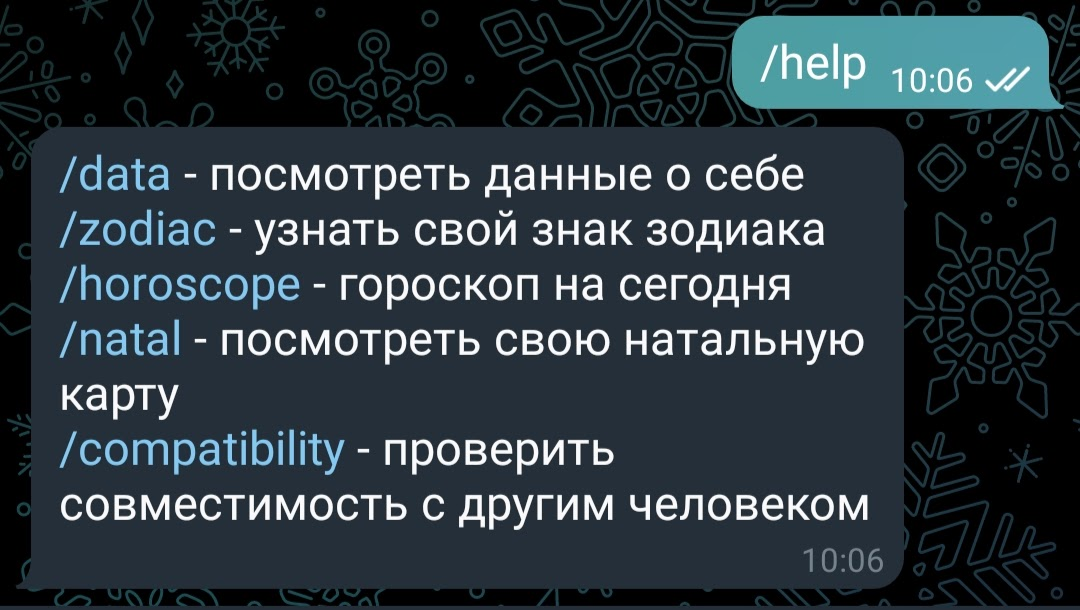 /help 10:06
/data - посмотреть данные о себе
/zodiac - узнать свой знак зодиака
/horoscope - гороскоп на сегодня
/natal - посмотреть свою натальную
карту
/compatibility - проверить
совместимость с другим человеком
10:06